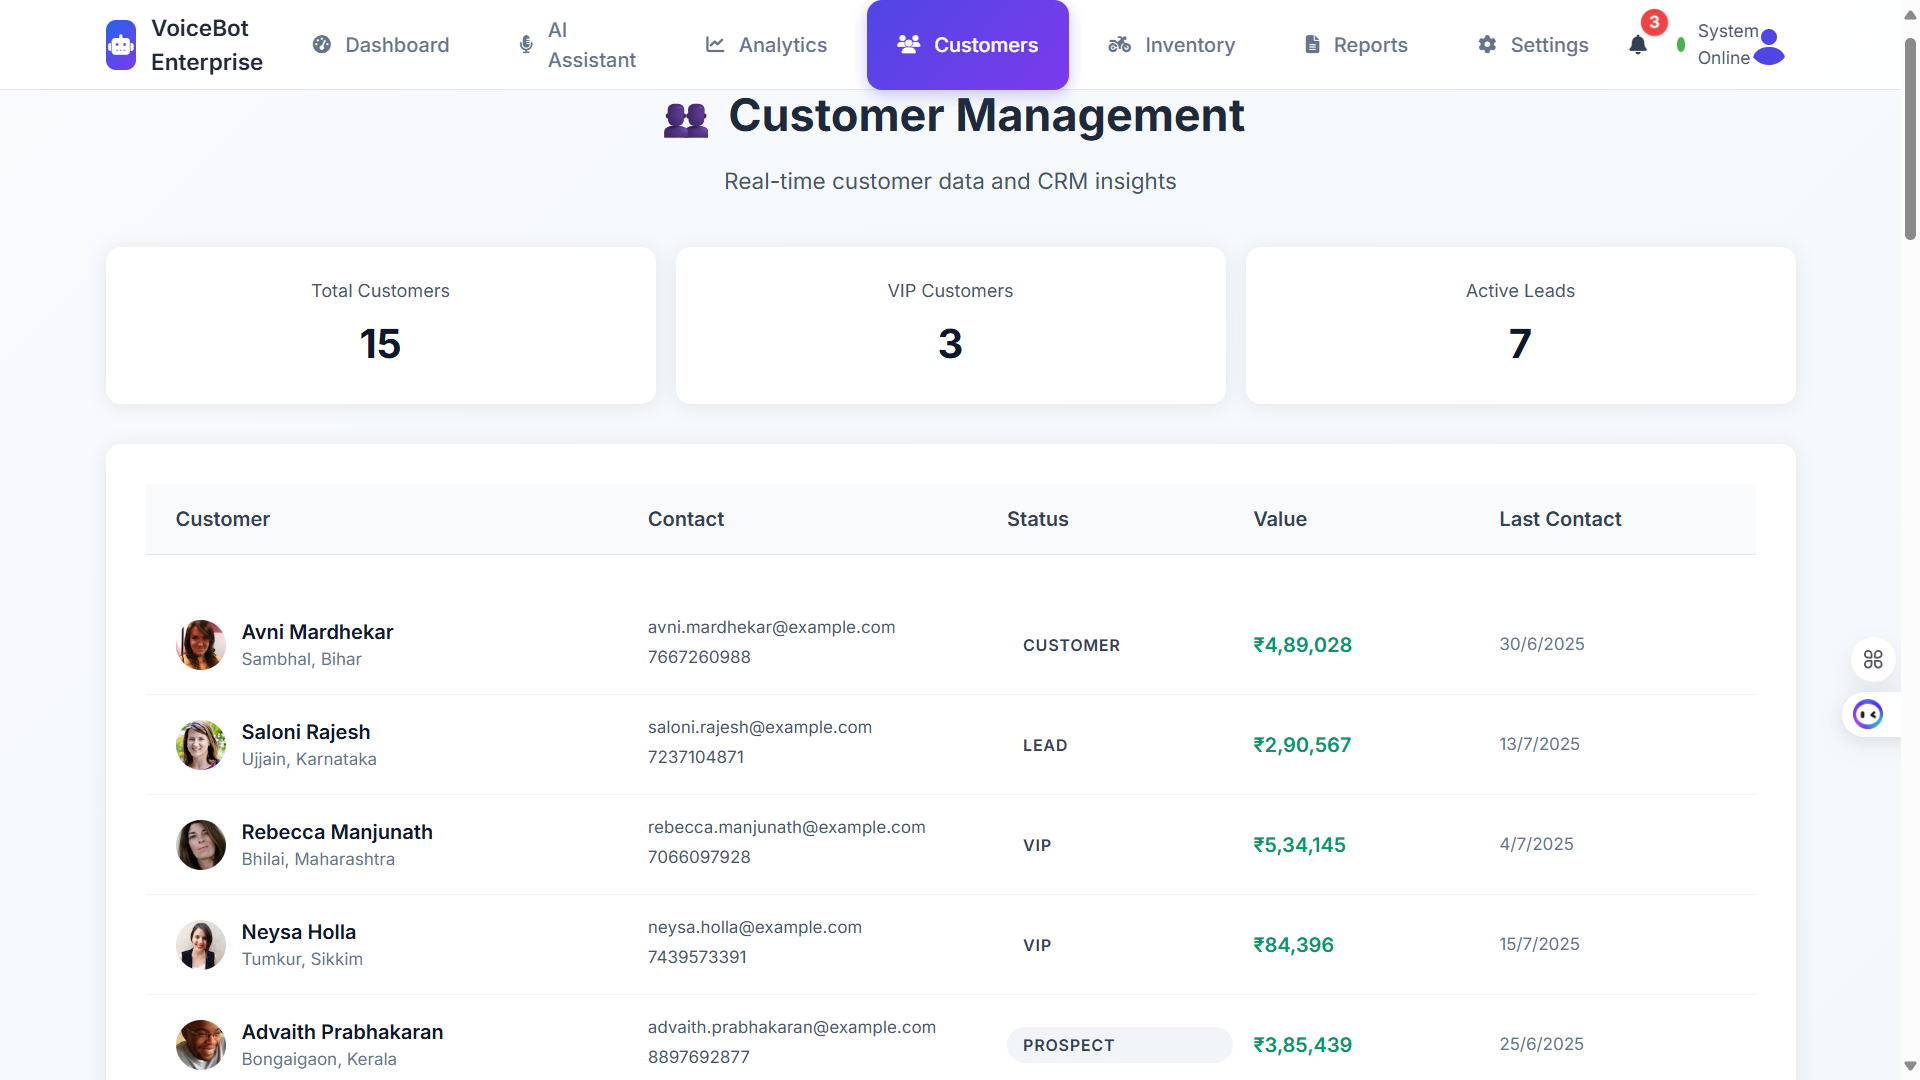 VoiceBot
Enterprise
Dashboard
AI
Assistant
Analytics
Customers
Inventory
Reports
Settings
3
System
Online
Customer Management
Real-time customer data and CRM insights
Total Customers
15
VIP Customers
3
Active Leads
7
Customer Contact Status Value Last Contact
Avni Mardhekar
Sambhal, Bihar
avni.mardhekar@example.com
7667260988
CUSTOMER
₹4,89,028
30/6/2025
Saloni Rajesh
Ujjain, Karnataka
saloni.rajesh@example.com
7237104871
LEAD
₹2,90,567
13/7/2025
Rebecca Manjunath
Bhilai, Maharashtra
rebecca.manjunath@example.com
7066097928
VIP
₹5,34,145
4/7/2025
Neysa Holla
Tumkur, Sikkim
neysa.holla@example.com
7439573391
VIP
₹84,396
15/7/2025
Advaith Prabhakaran
Bongaigaon, Kerala
advaith.prabhakaran@example.com
8897692877
PROSPECT
₹3,85,439
25/6/2025